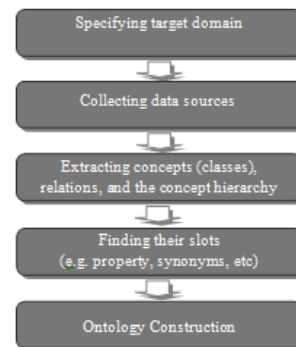 Specifying target domain
Collecting data sources
Extracting concepts (classes),
relations, and the concept hierarchy
Finding their slots
(e.g. property, synonyms, etc)
Ontology Construction